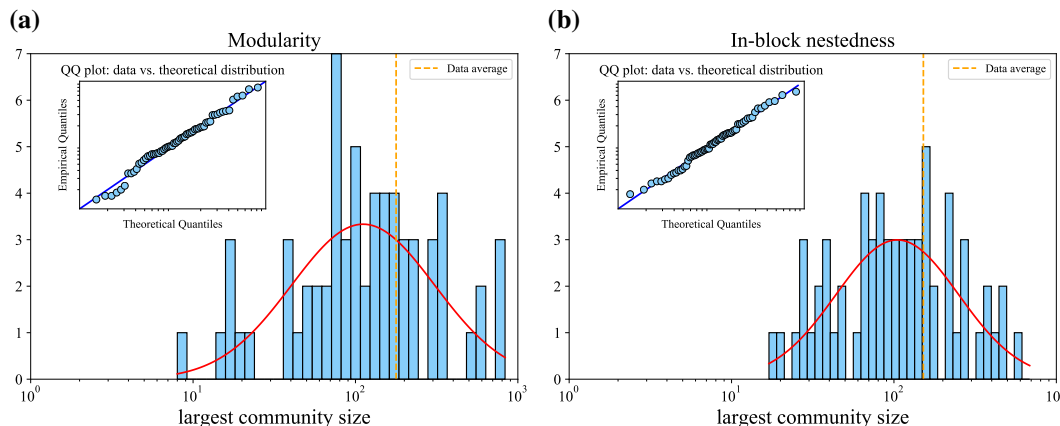 (a)
Modularity
7
6
5
4
3
2
1
0
QQ plot: data vs. theoretical distribution
Empirical Quantiles
Theoretical Quantiles
Data average
10^0
10^1
10^2
10^3
largest community size
(b)
In-block nestedness
7
6
5
4
3
2
1
0
QQ plot: data vs. theoretical distribution
Empirical Quantiles
Theoretical Quantiles
Data average
10^0
10^1
10^2
10
largest community size